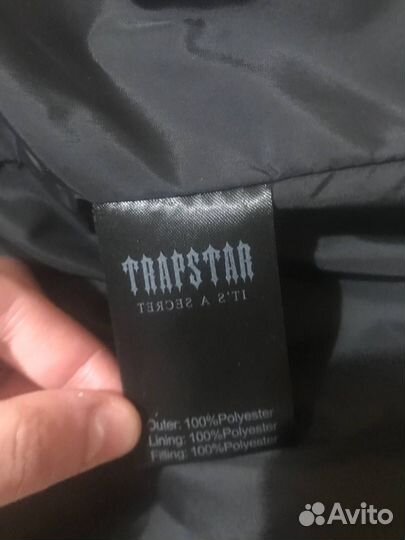 TRAPSTAR
IT'S A SECRET
Outer: 100%Polyester
Lining: 100%Polyester
Filling: 100%Polyester
Avito